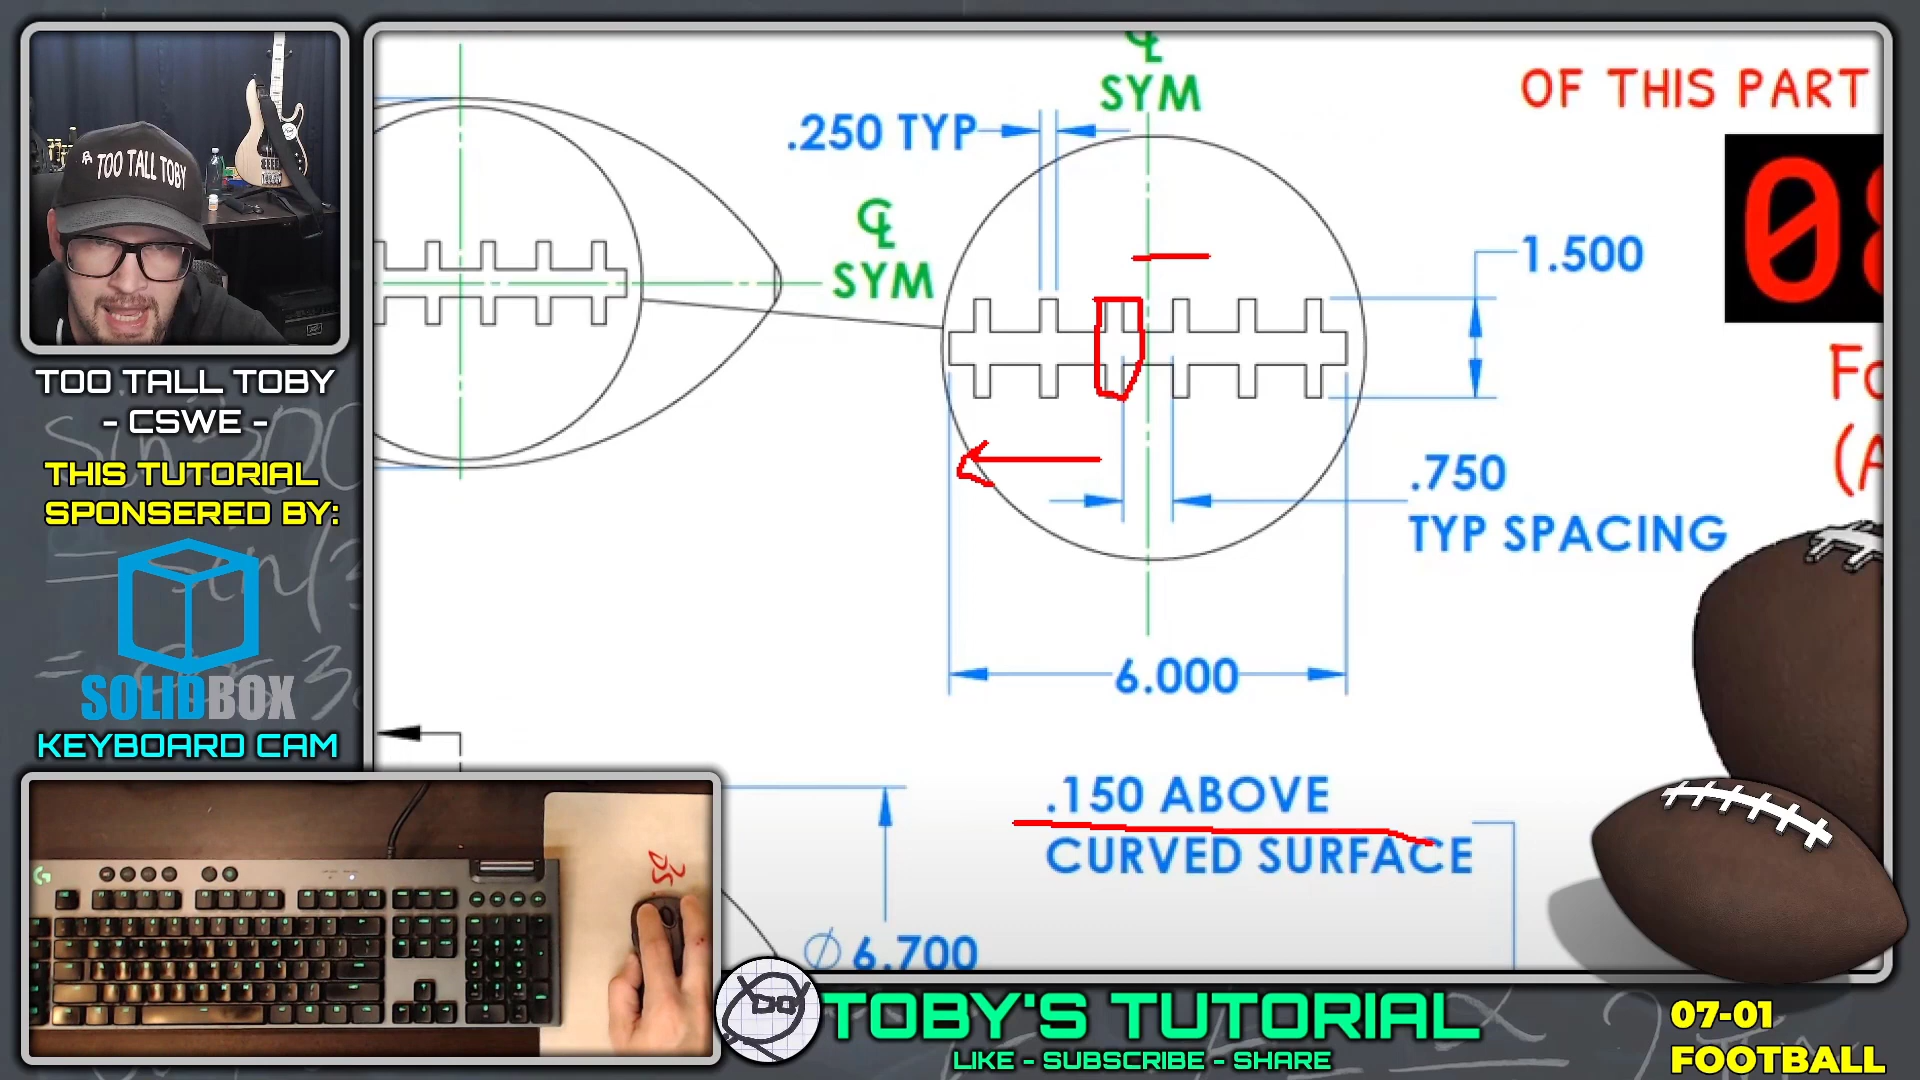 TOO TALL TOBY
TOO TALL TOBY
- CSWE -
THIS TUTORIAL
SPONSERED BY:
SOLIDBOX
KEYBOARD CAM
.250 TYP
℄
SYM
℄
SYM
OF THIS PART
08
1.500
Fo
(A
.750
TYP SPACING
6.000
.150 ABOVE
CURVED SURFACE
Ø 6.700
TOBY'S TUTORIAL
LIKE - SUBSCRIBE - SHARE
07-01
FOOTBALL